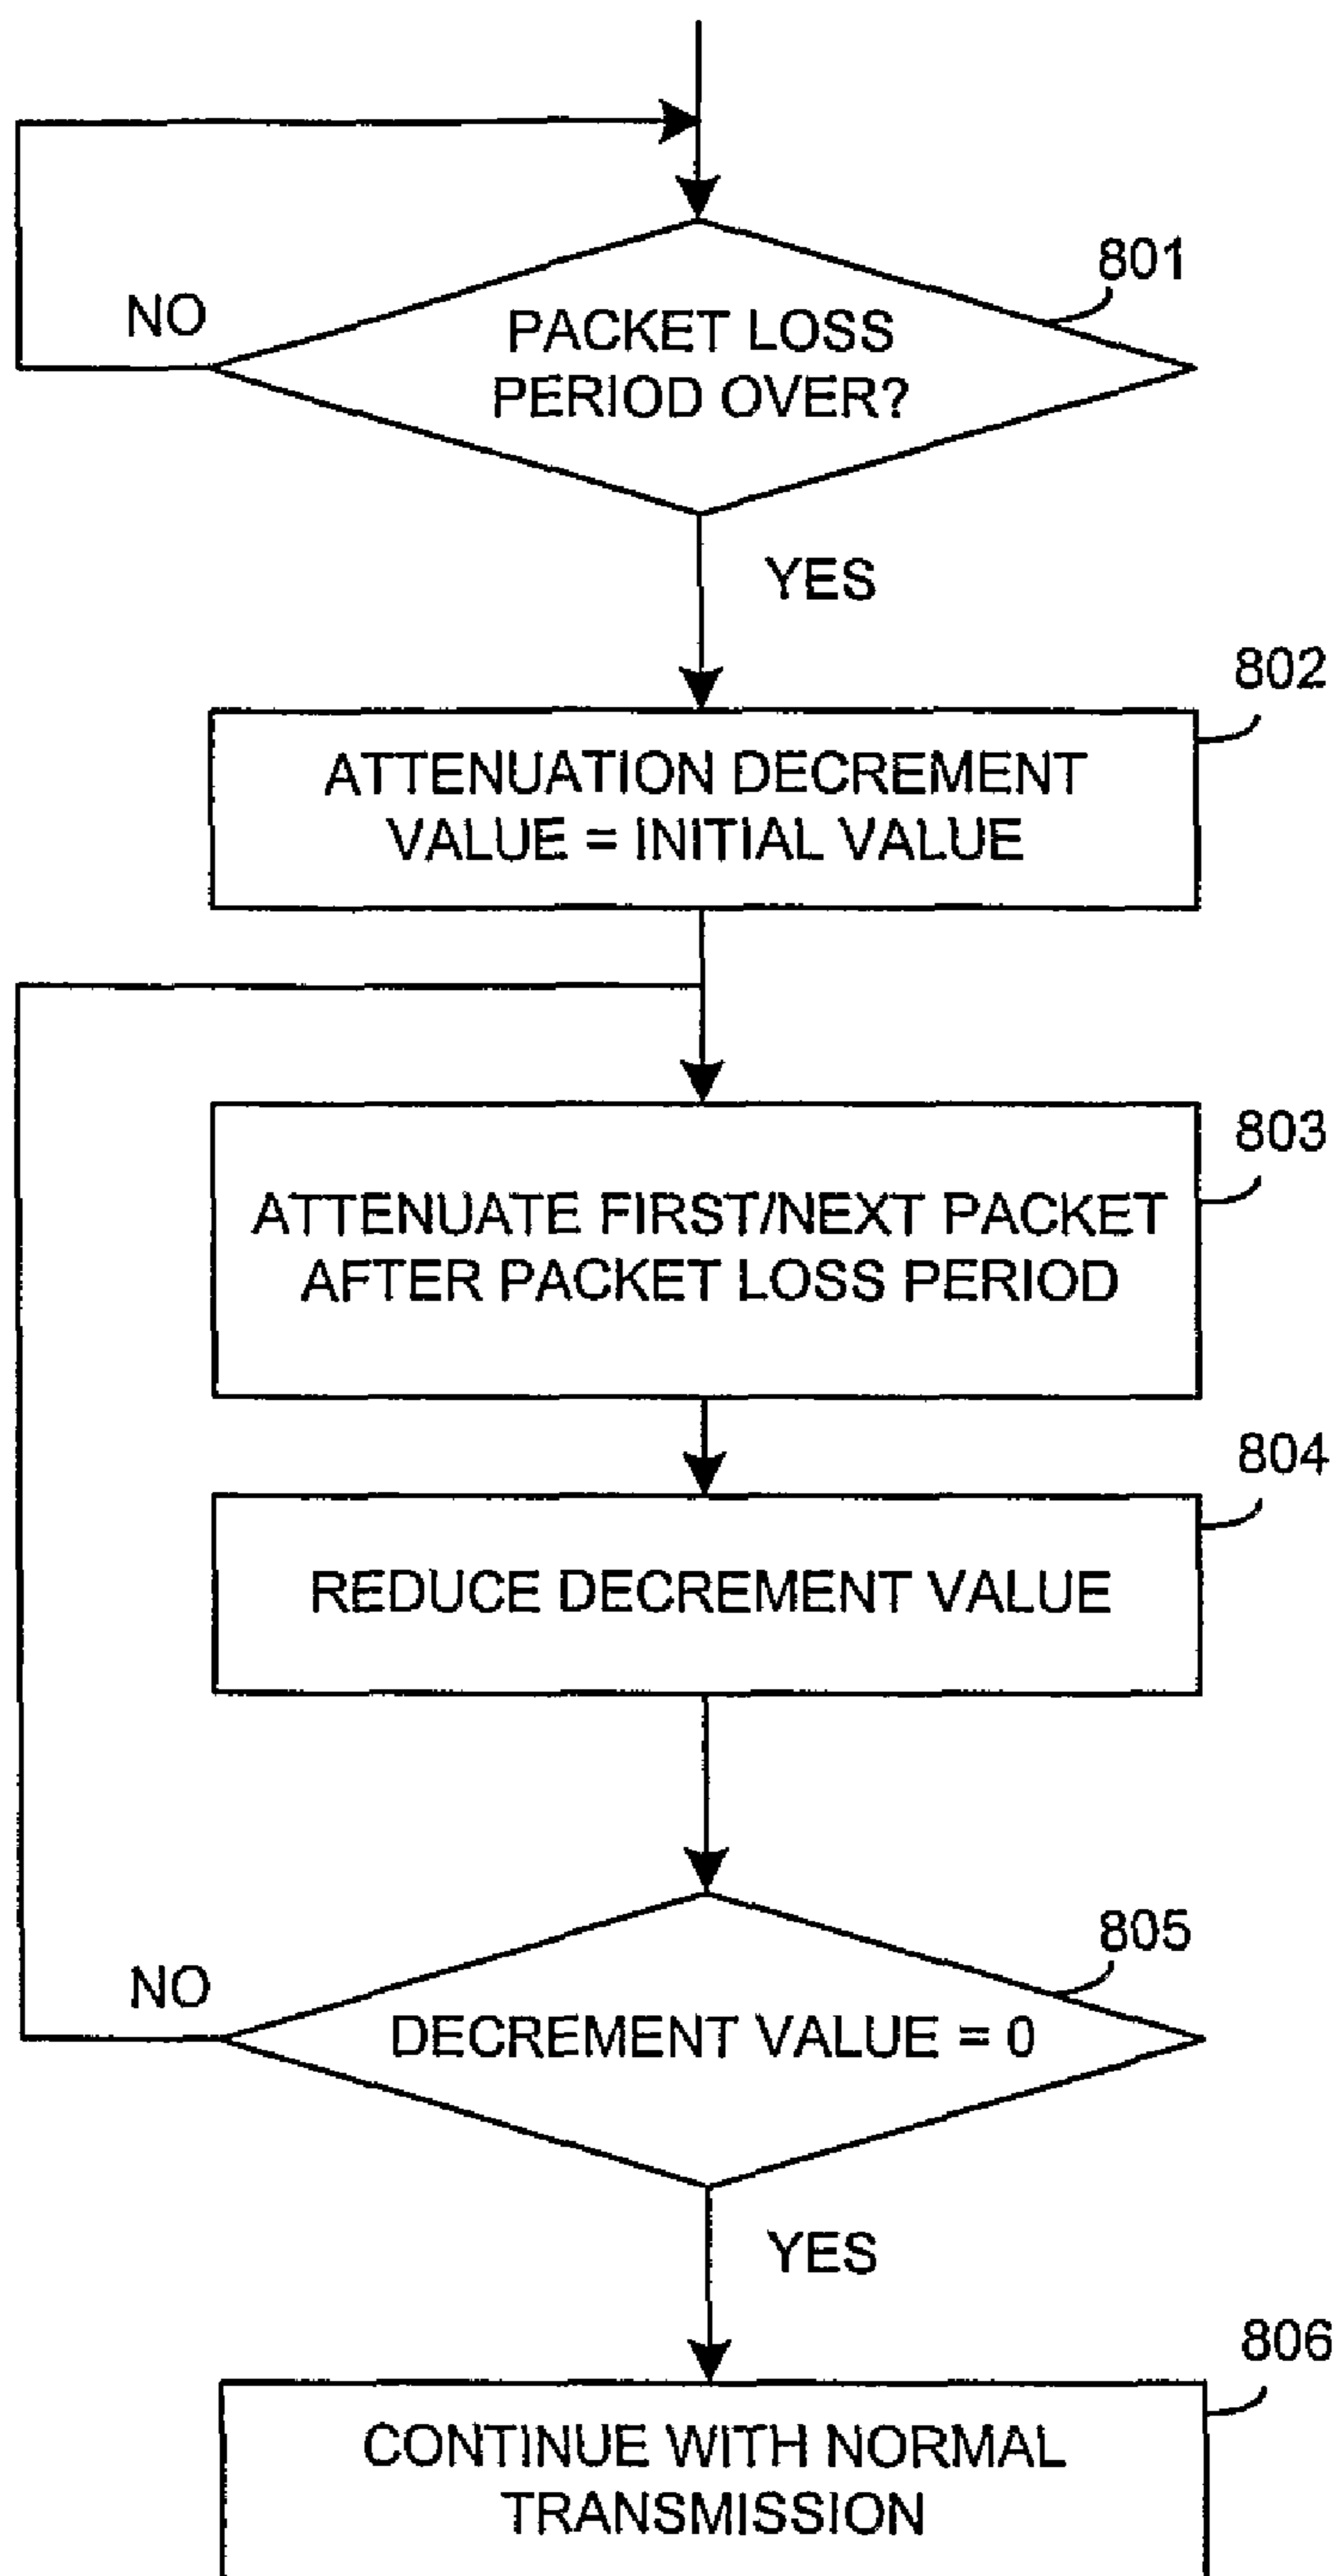 801
NO
PACKET LOSS
PERIOD OVER?
YES
802
ATTENUATION DECREMENT
VALUE = INITIAL VALUE
803
ATTENUATE FIRST/NEXT PACKET
AFTER PACKET LOSS PERIOD
804
REDUCE DECREMENT VALUE
805
NO
DECREMENT VALUE = 0
YES
806
CONTINUE WITH NORMAL
TRANSMISSION